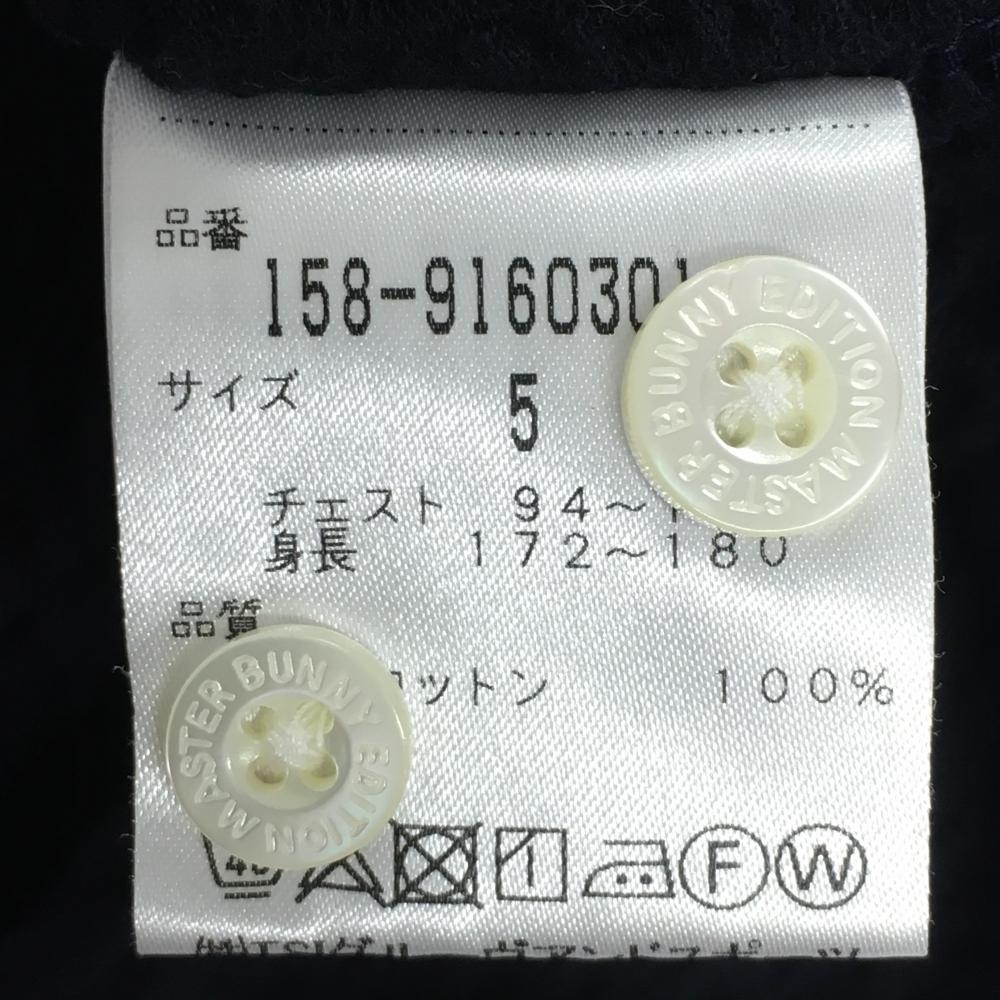 品番
158-9160301
サイズ 5
チェスト 94～
身長 172～180
品質
コットン 100%
F W
MASTER BUNNY EDITION
MASTER BUNNY EDITION